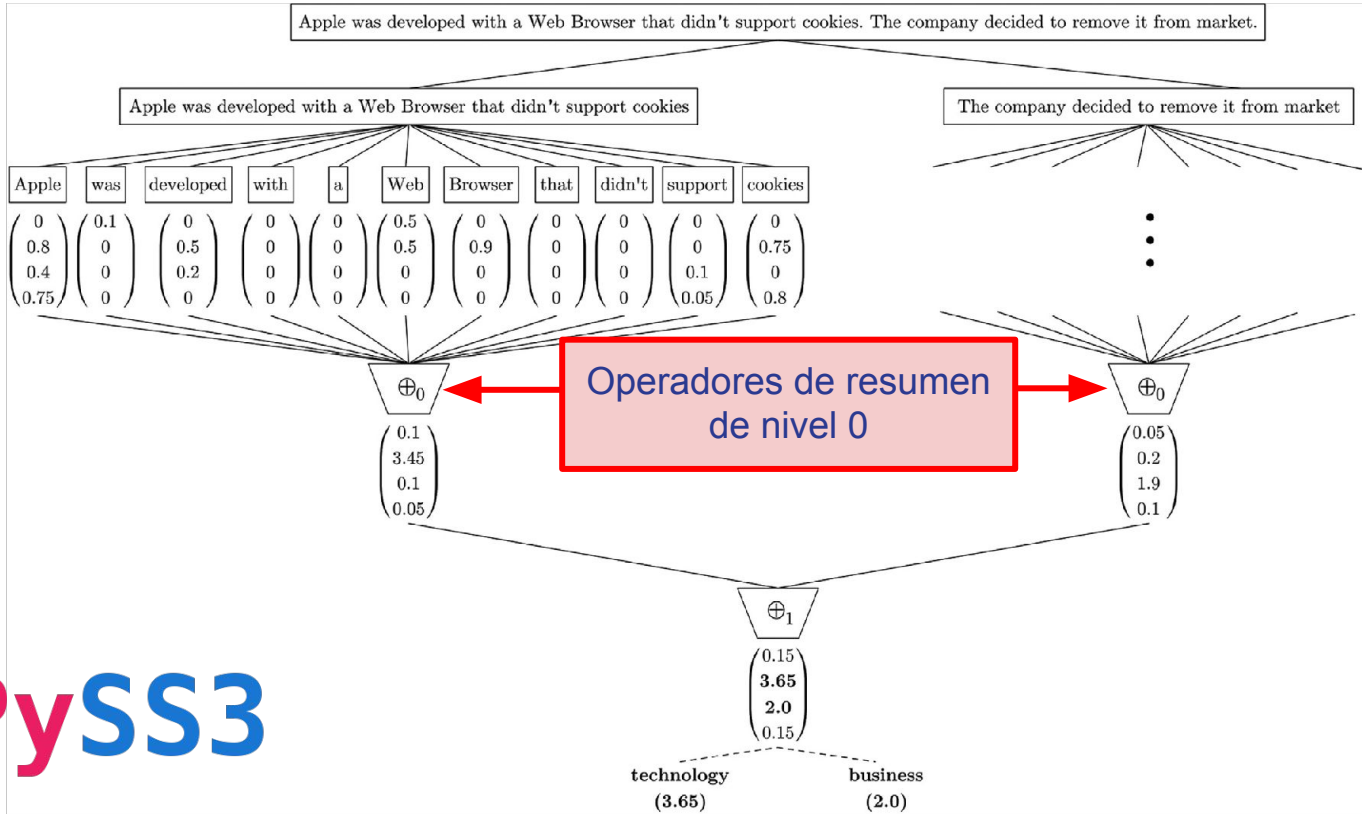 Apple was developed with a Web Browser that didn't support cookies. The company decided to remove it from market.
Apple was developed with a Web Browser that didn't support cookies
The company decided to remove it from market
Apple was developed with a Web Browser that didn't support cookies
0 0.1 0 0 0 0.5 0 0 0 0 0
0.8 0 0.5 0 0 0.5 0.9 0 0 0 0.75
0.4 0 0.2 0 0 0 0 0 0 0.1 0
0.75 0 0 0 0 0 0 0 0 0.05 0.8
Operadores de resumen
de nivel 0
⊕0
⊕0
0.1
3.45
0.1
0.05
0.05
0.2
1.9
0.1
⊕1
0.15
3.65
2.0
0.15
PySS3
technology
(3.65)
business
(2.0)